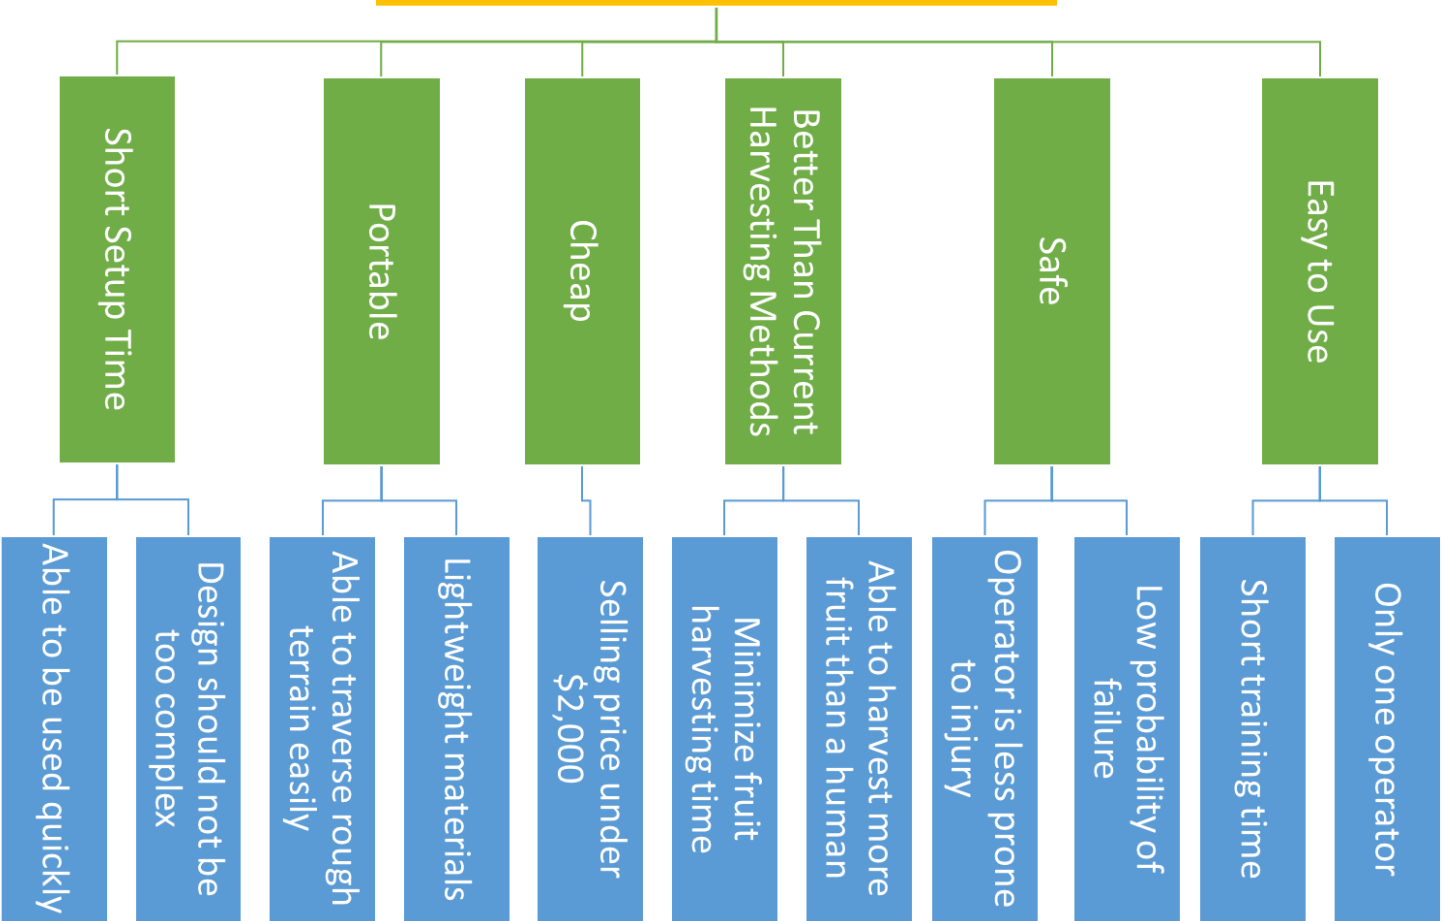 Short Setup Time
Portable
Cheap
Better Than Current
Harvesting Methods
Safe
Easy to Use
Able to be used quickly
Design should not be
too complex
Able to traverse rough
terrain easily
Lightweight materials
Selling price under
$2,000
Minimize fruit
harvesting time
Able to harvest more
fruit than a human
Operator is less prone
to injury
Low probability of
failure
Short training time
Only one operator